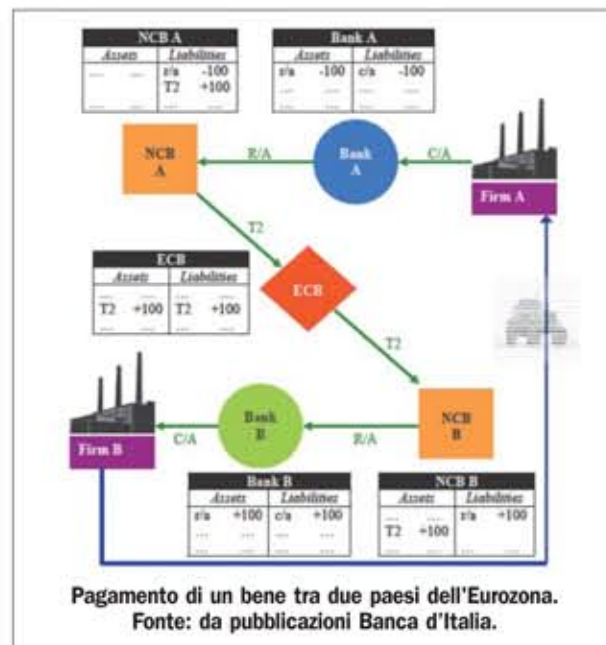 NCB A
Assets Liabilities
.... .... r/a -100
T2 +100
.... .... .... ....
Bank A
Assets Liabilities
r/a -100 c/a -100
.... .... .... ....
.... .... .... ....
NCB
A
R/A
Bank
A
C/A
Firm A
T2
ECB
Assets Liabilities
.... .... .... ....
T2 +100 T2 +100
.... .... .... ....
ECB
T2
Firm B
C/A
Bank
B
R/A
NCB
B
Bank B
Assets Liabilities
r/a +100 c/a +100
... ... ... ...
.... .... .... ....
NCB B
Assets Liabilities
.... .... r/a +100
T2 +100
.... .... .... ....
Pagamento di un bene tra due paesi dell'Eurozona.
Fonte: da pubblicazioni Banca d'Italia.